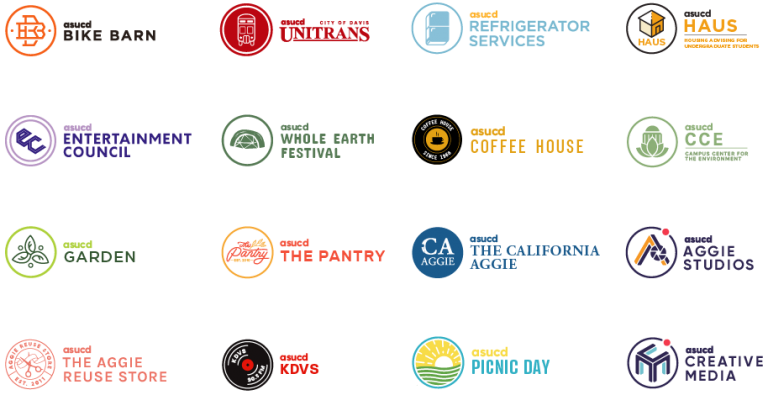 asucd
BIKE BARN
asucd CITY OF DAVIS
UNITRANS
asucd
REFRIGERATOR
SERVICES
HAUS
asucd
HAUS
HOUSING ADVISING FOR
UNDERGRADUATE STUDENTS
ec
asucd
ENTERTAINMENT
COUNCIL
asucd
WHOLE EARTH
FESTIVAL
COFFEE HOUSE
SINCE 1968
asucd
COFFEE HOUSE
asucd
CCE
CAMPUS CENTER FOR
THE ENVIRONMENT
asucd
GARDEN
the
Pantry
asucd
THE PANTRY
CA
AGGIE
asucd
THE CALIFORNIA
AGGIE
asucd
AGGIE
STUDIOS
AGGIE REUSE STORE
EST. 2011
asucd
THE AGGIE
REUSE STORE
KDVS
90.3 FM
asucd
KDVS
asucd
PICNIC DAY
asucd
CREATIVE
MEDIA